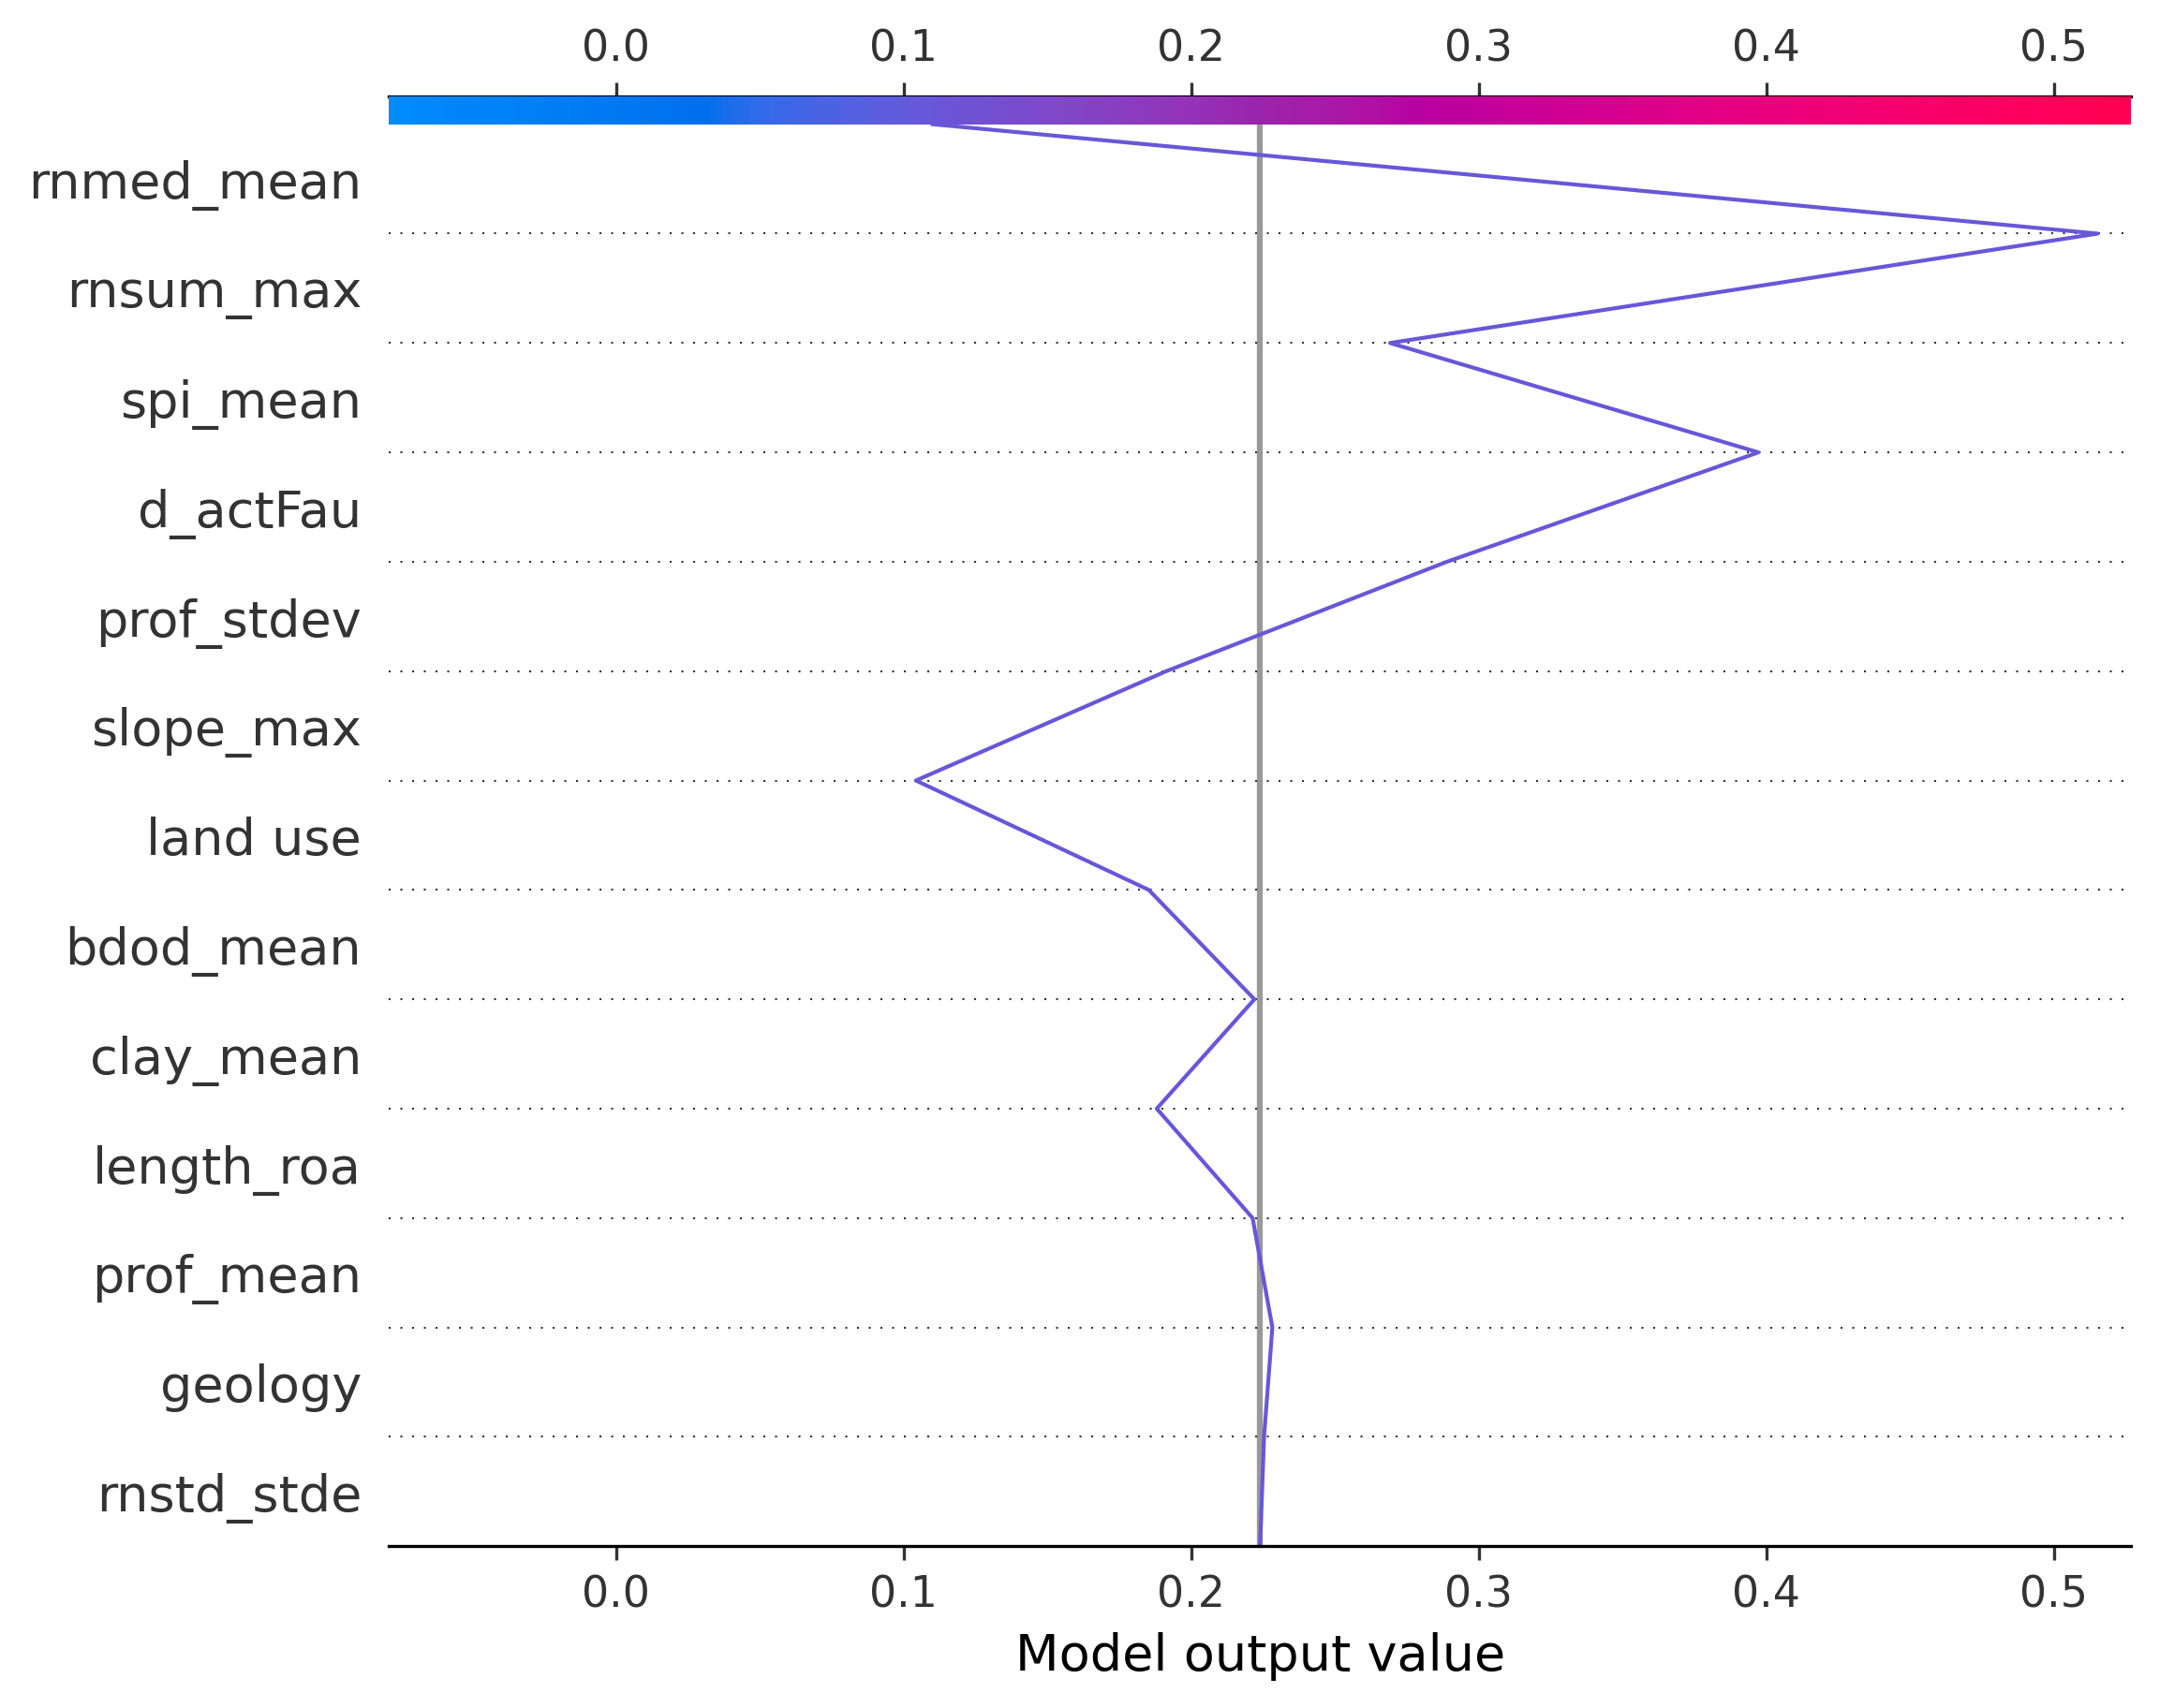 0.0 0.1 0.2 0.3 0.4 0.5
rnmed_mean
rnsum_max
spi_mean
d_actFau
prof_stdev
slope_max
land use
bdod_mean
clay_mean
length_roa
prof_mean
geology
rnstd_stde
0.0 0.1 0.2 0.3 0.4 0.5
Model output value